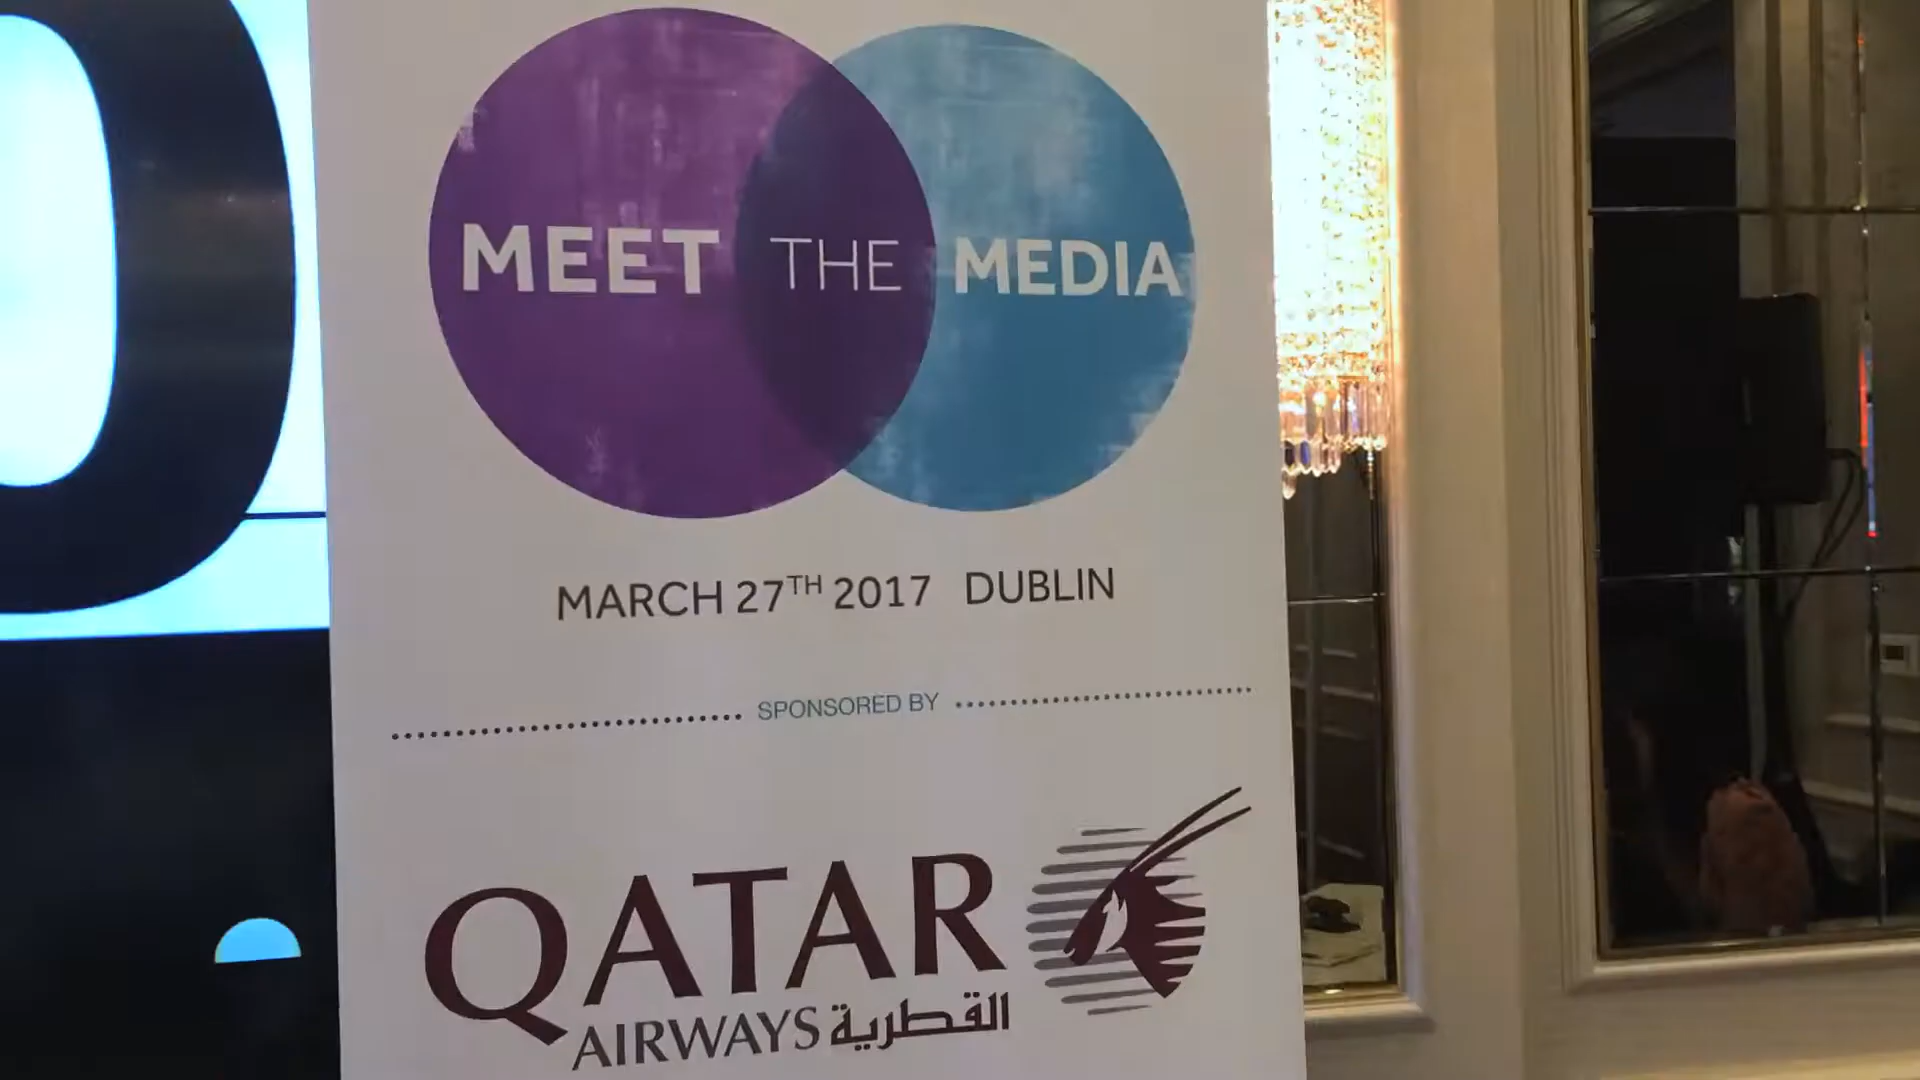 MEET THE MEDIA
MARCH 27TH 2017 DUBLIN
SPONSORED BY
QATAR
AIRWAYS القطرية